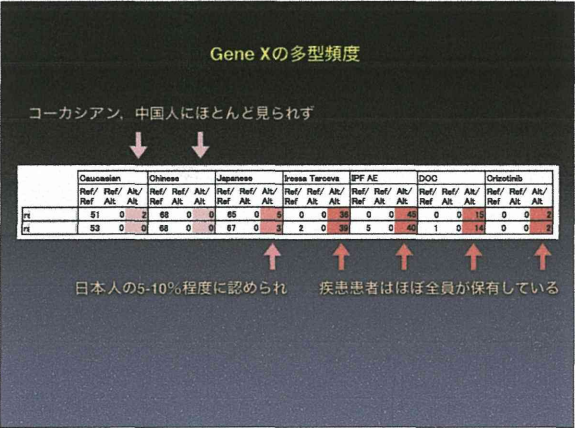 Gene Xの多型頻度
コーカシアン，中国人にほとんど見られず
Caucasian Chinese Japanese Iressa Tarceva IPF AE DOC Crizotinib
Ref/ Ref/ Alt/ Ref/ Ref/ Alt/ Ref/ Ref/ Alt/ Ref/ Ref/ Alt/ Ref/ Ref/ Alt/ Ref/ Ref/ Alt/ Ref/ Ref/ Alt/
Ref Alt Alt Ref Alt Alt Ref Alt Alt Ref Alt Alt Ref Alt Alt Ref Alt Alt Ref Alt Alt
51 0 2 68 0 0 65 0 5 0 0 36 0 0 45 0 0 15 0 0 2
53 0 0 68 0 0 67 0 3 2 0 39 5 0 40 1 0 14 0 0 2
日本人の5-10%程度に認められ 疾患患者はほぼ全員が保有している